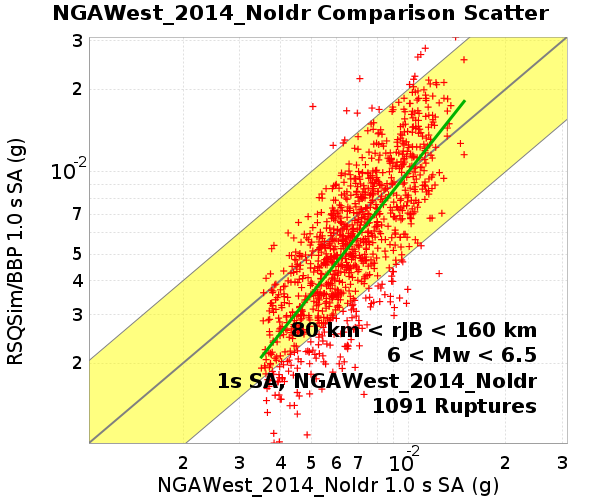 NGAWest_2014_NoIdr Comparison Scatter
3
2
10-2
7
5
4
3
2
RSQSim/BBP 1.0 s SA (g)
80 km < rJB < 160 km
6 < Mw < 6.5
1s SA, NGAWest_2014_NoIdr
1091 Ruptures
2 3 4 5 6 7 10-2 2 3
NGAWest_2014_NoIdr 1.0 s SA (g)